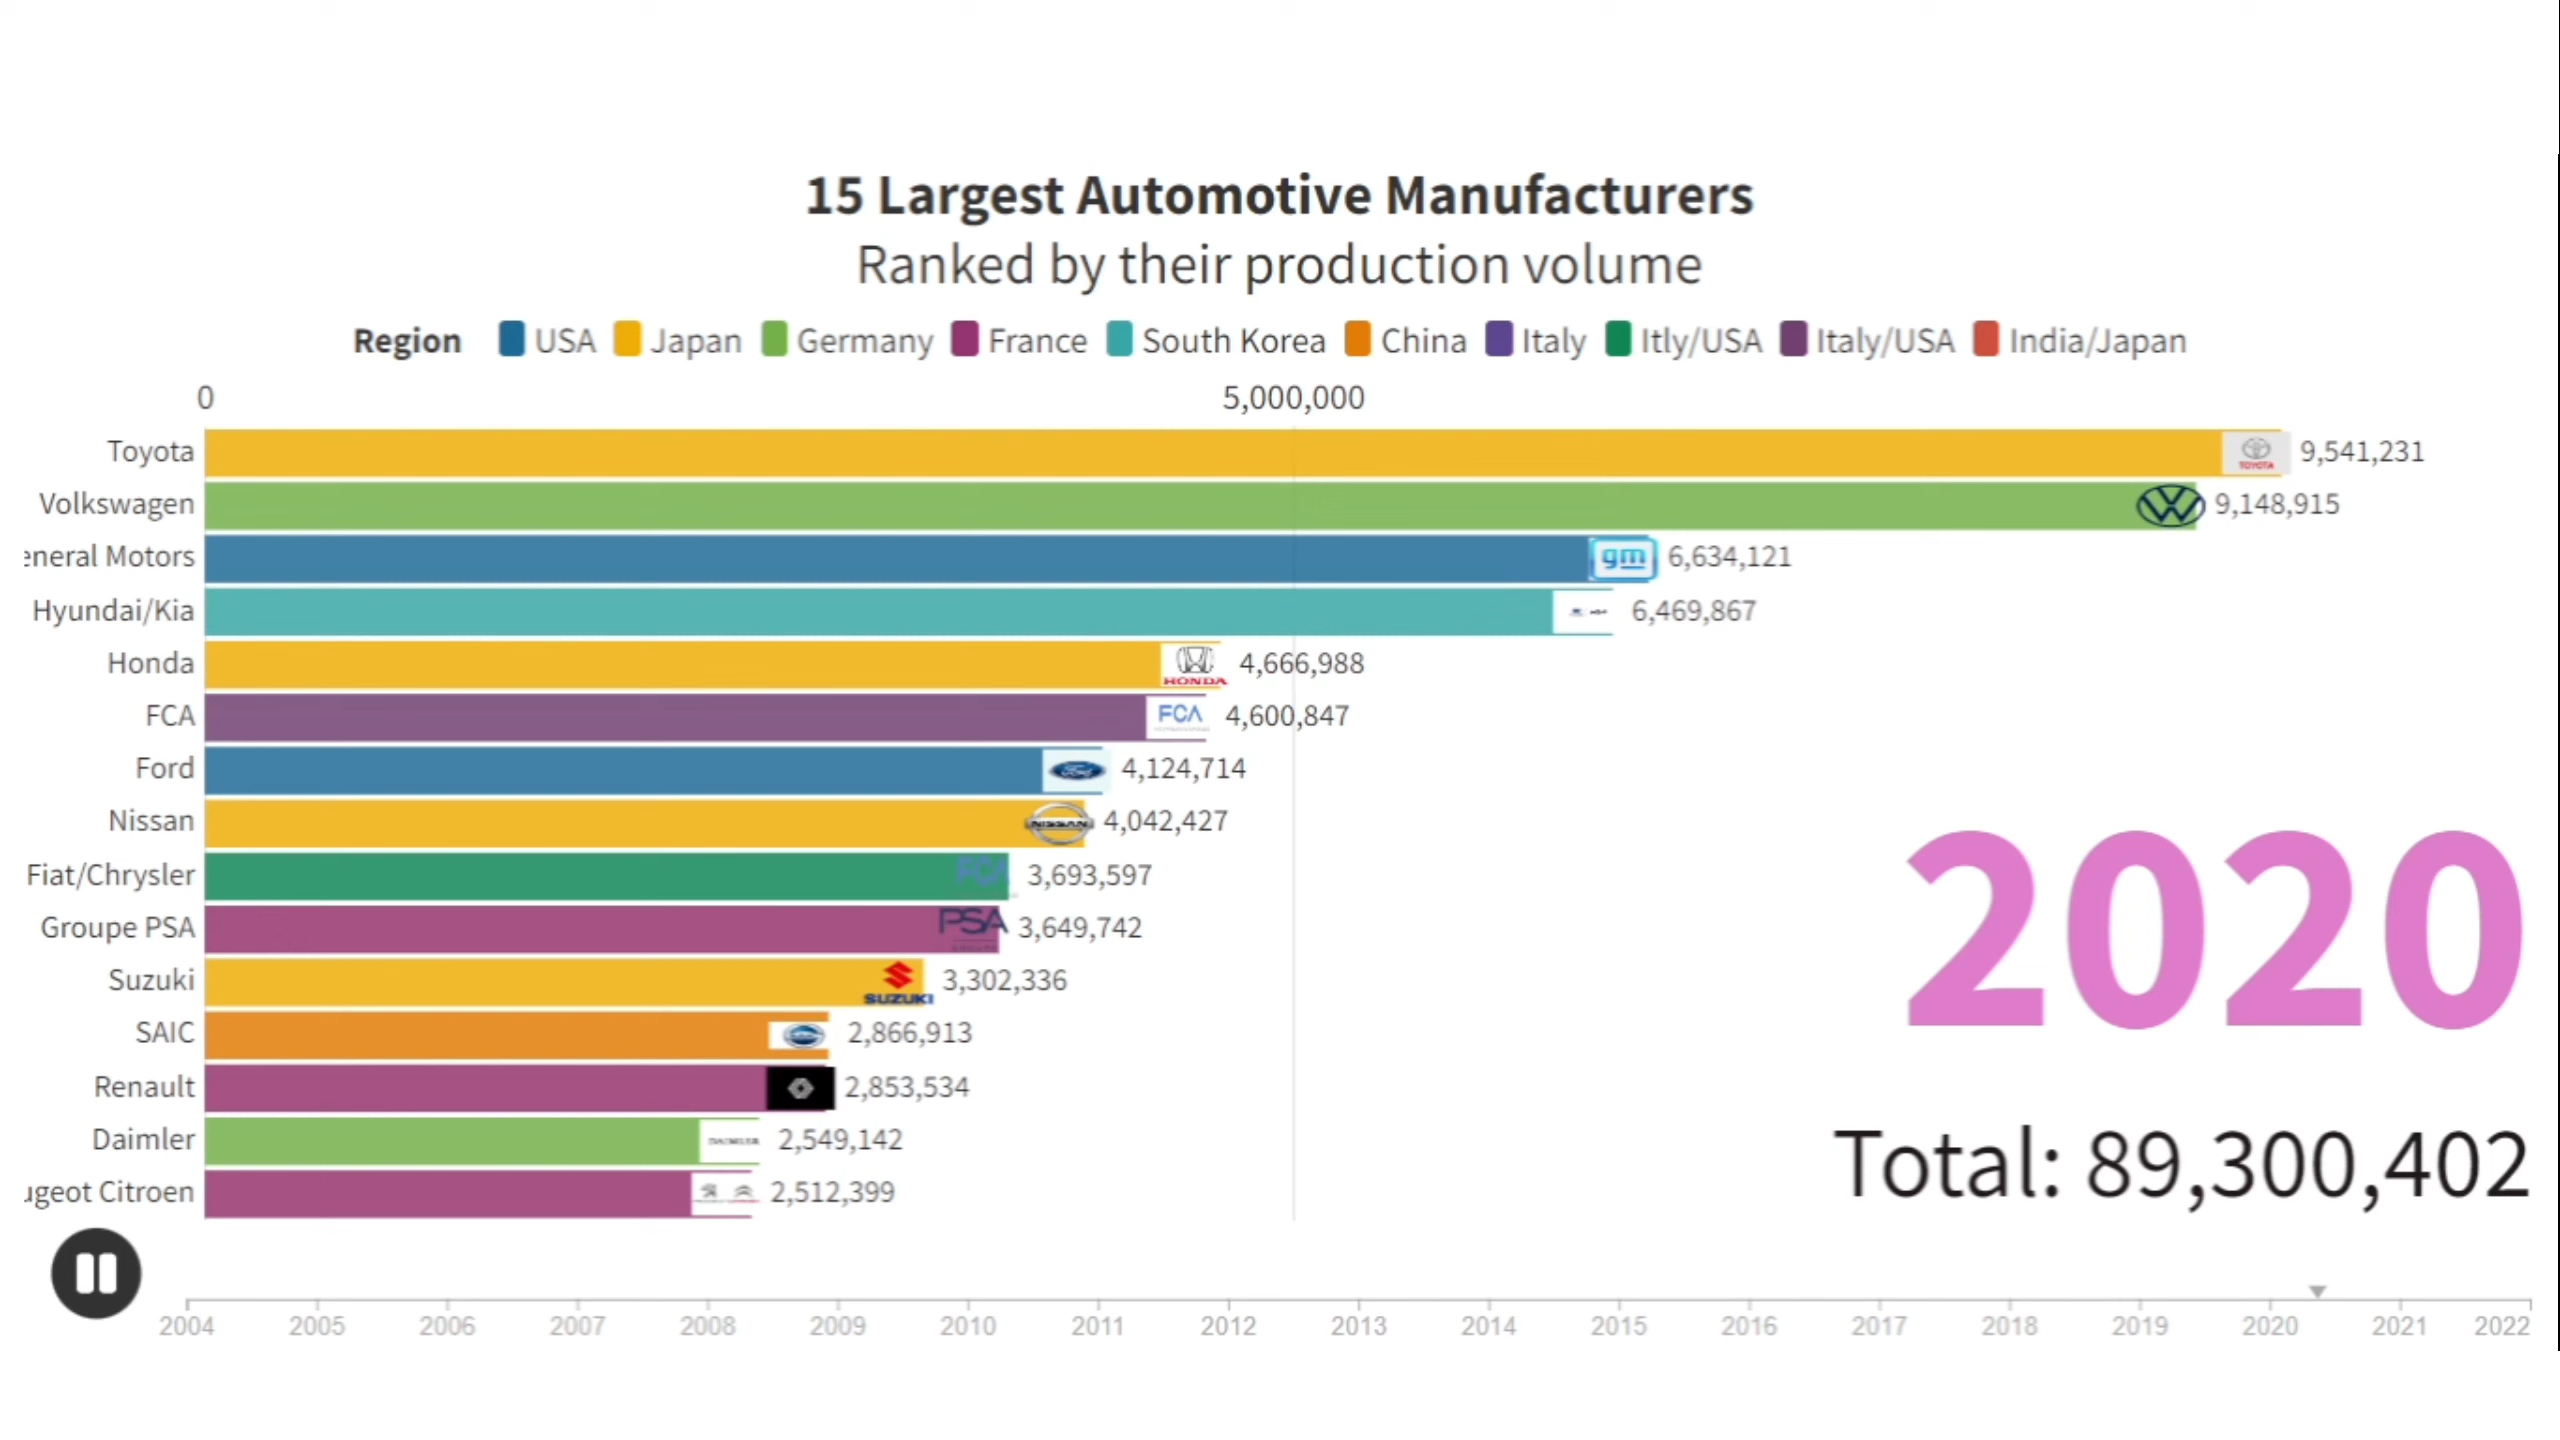 15 Largest Automotive Manufacturers
Ranked by their production volume
Region USA Japan Germany France South Korea China Italy Itly/USA Italy/USA India/Japan
0 5,000,000
Toyota TOYOTA 9,541,231
Volkswagen 9,148,915
eneral Motors gm 6,634,121
Hyundai/Kia 6,469,867
Honda HONDA 4,666,988
FCA FCA 4,600,847
Ford Ford 4,124,714
Nissan NISSAN 4,042,427
Fiat/Chrysler FCA 3,693,597
Groupe PSA PSA 3,649,742
Suzuki SUZUKI 3,302,336
SAIC 2,866,913
Renault 2,853,534
Daimler DAIMLER 2,549,142
ugeot Citroen 2,512,399
2020
Total: 89,300,402
2004 2005 2006 2007 2008 2009 2010 2011 2012 2013 2014 2015 2016 2017 2018 2019 2020 2021 2022